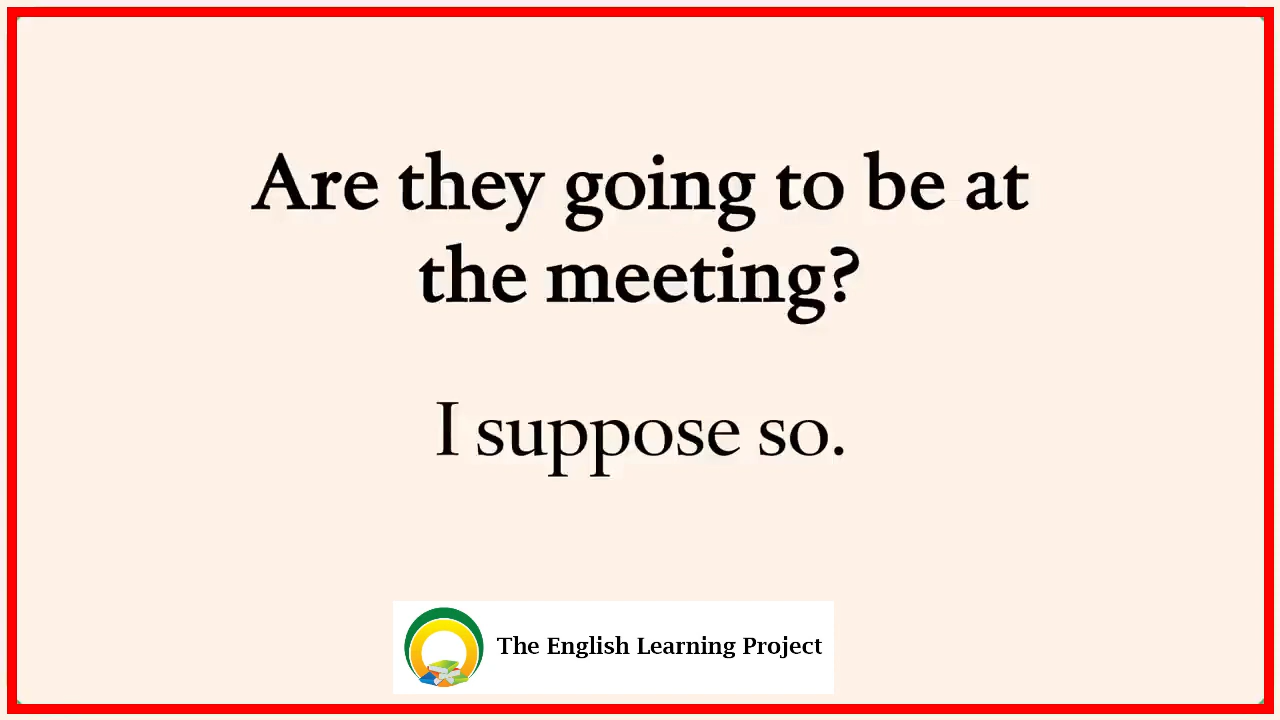 Are they going to be at
the meeting?
I suppose so.
The English Learning Project